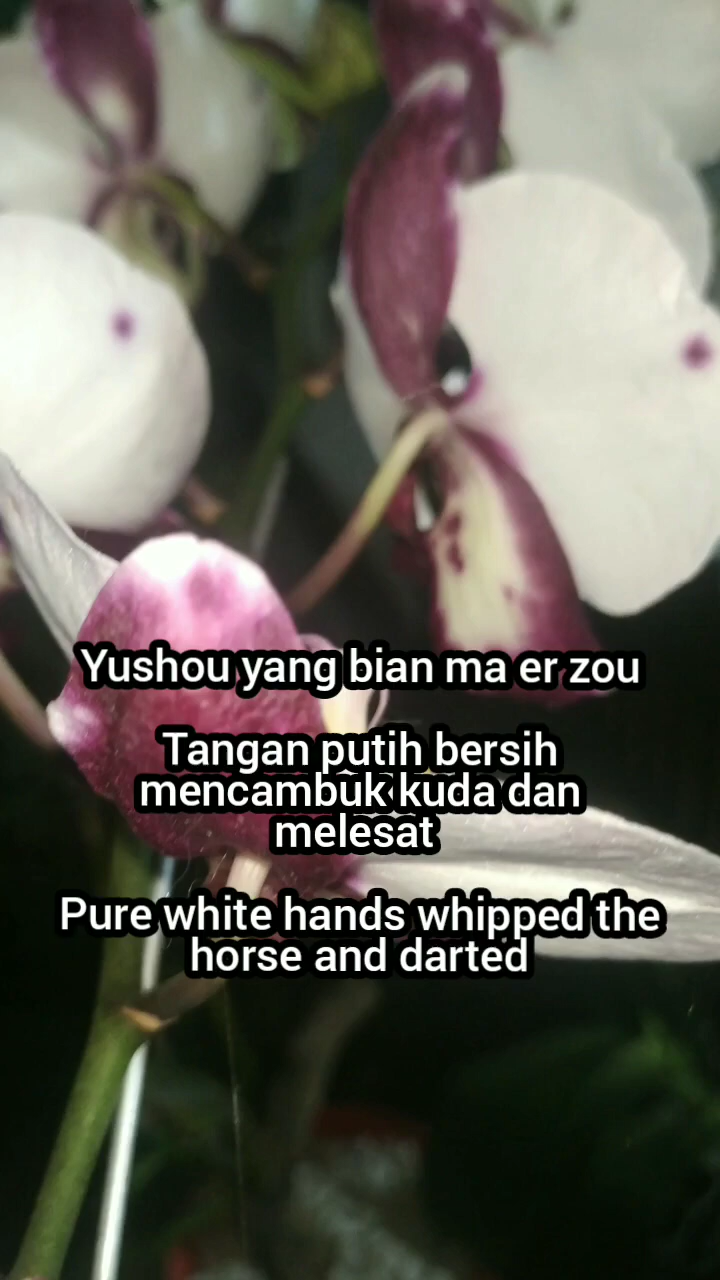 Yushou yang bian ma er zou
Tangan putih bersih
mencambuk kuda dan
melesat
Pure white hands whipped the
horse and darted